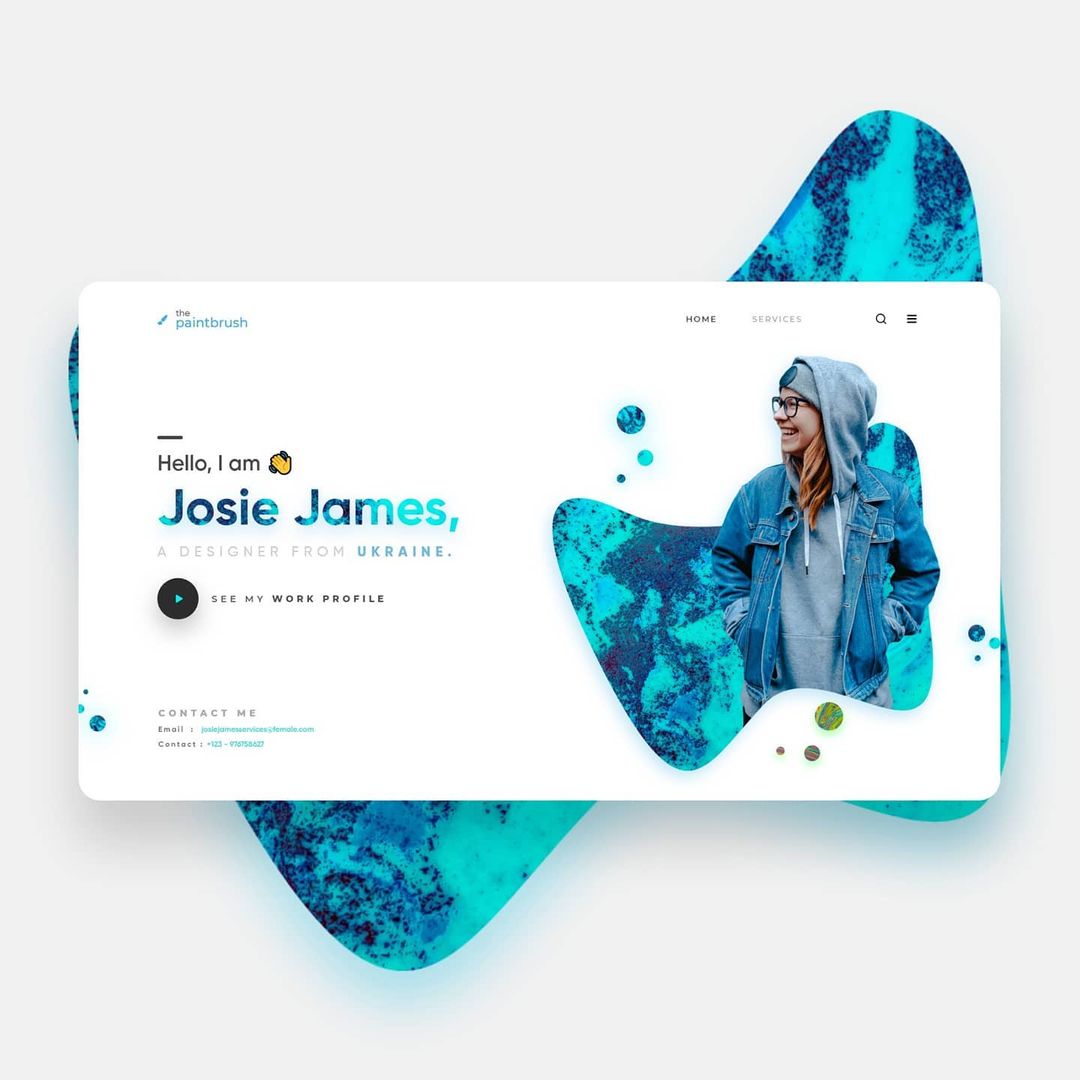 the
paintbrush
HOME SERVICES
Hello, I am 👋
Josie James,
A DESIGNER FROM UKRAINE.
SEE MY WORK PROFILE
CONTACT ME
Email : josiejamesservices@female.com
Contact : +123 - 976758627